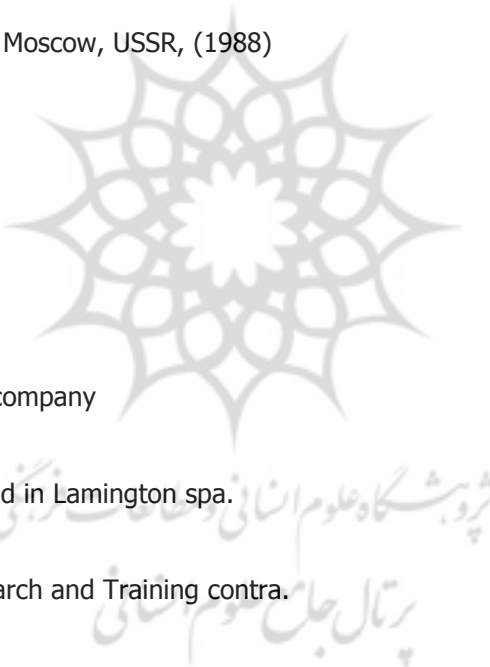 Moscow, USSR, (1988)
company
d in Lamington spa.
پژوهشگاه علوم انسانی و مطالعات فرهنگی
arch and Training contra.
پرتال جامع علوم انسانی